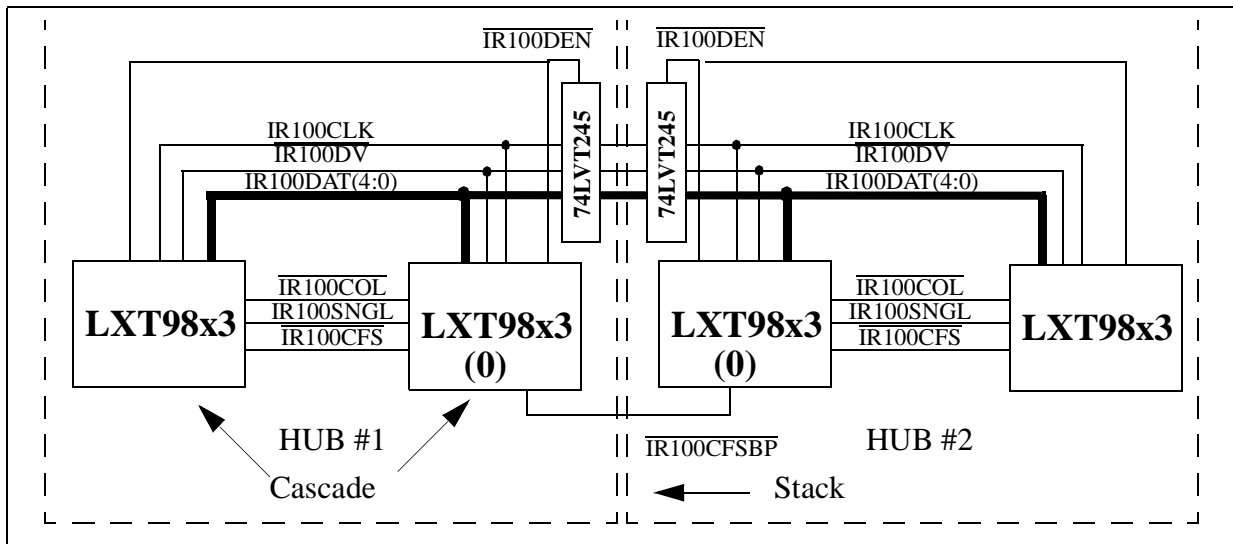 IR100DEN
IR100DEN
74LVT245
74LVT245
IR100CLK
IR100CLK
IR100DV
IR100DV
IR100DAT(4:0)
IR100DAT(4:0)
LXT98x3
IR100COL
IR100SNGL
IR100CFS
LXT98x3
(0)
LXT98x3
(0)
IR100COL
IR100SNGL
IR100CFS
LXT98x3
HUB #1
HUB #2
IR100CFSBP
Cascade
Stack